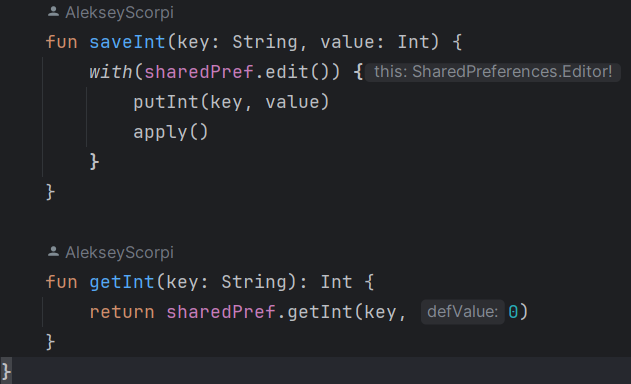 AlekseyScorpi
fun saveInt(key: String, value: Int) {
with(sharedPref.edit()) { this: SharedPreferences.Editor!
putInt(key, value)
apply()
}
}
AlekseyScorpi
fun getInt(key: String): Int {
return sharedPref.getInt(key, defValue: 0)
}
}